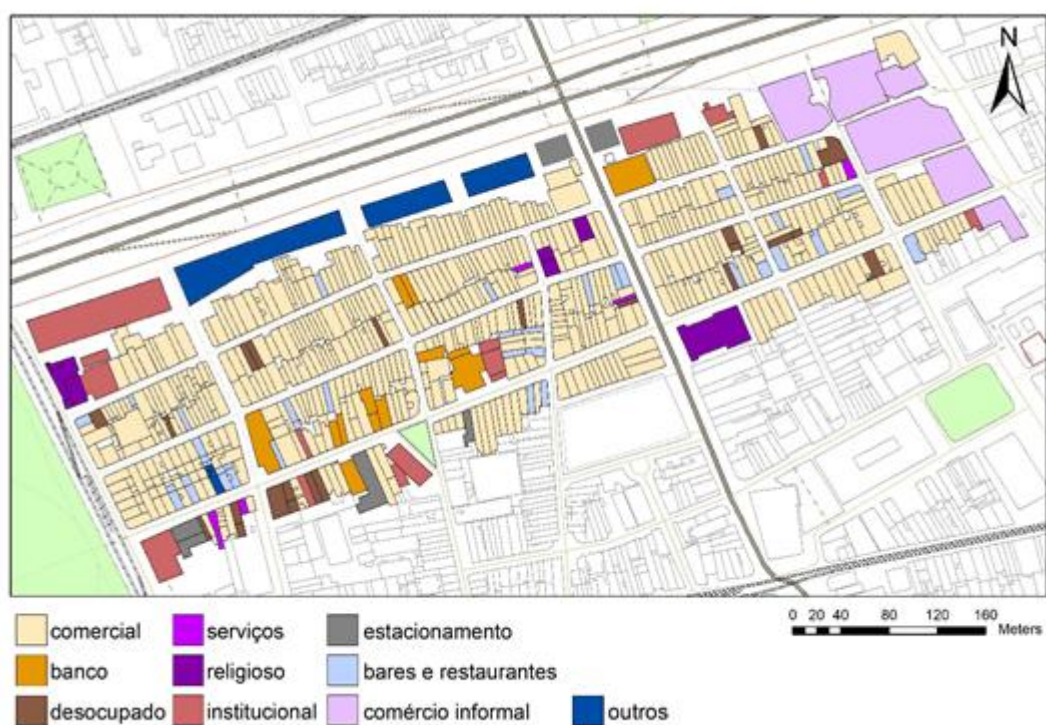 N
comercial serviços estacionamento 0 20 40 80 120 160 Meters
banco religioso bares e restaurantes
desocupado institucional comércio informal outros